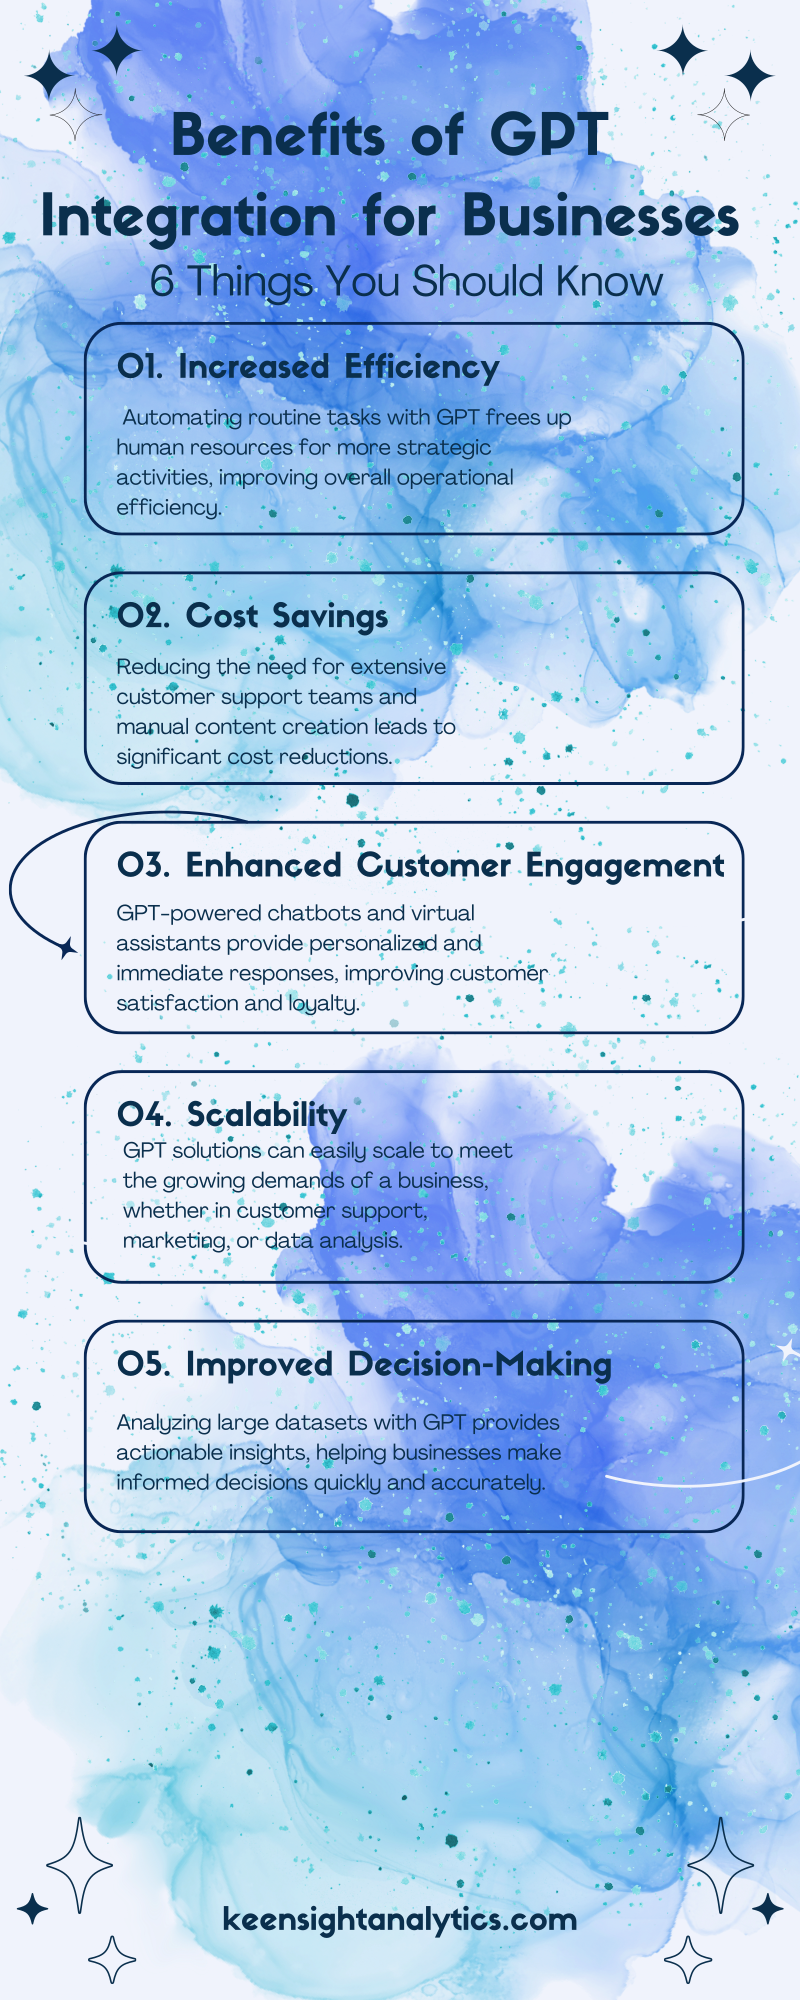 Benefits of GPT
Integration for Businesses
6 Things You Should Know
01. Increased Efficiency
Automating routine tasks with GPT frees up
human resources for more strategic
activities, improving overall operational
efficiency.
02. Cost Savings
Reducing the need for extensive
customer support teams and
manual content creation leads to
significant cost reductions.
03. Enhanced Customer Engagement
GPT-powered chatbots and virtual
assistants provide personalized and
immediate responses, improving customer
satisfaction and loyalty.
04. Scalability
GPT solutions can easily scale to meet
the growing demands of a business,
whether in customer support,
marketing, or data analysis.
05. Improved Decision-Making
Analyzing large datasets with GPT provides
actionable insights, helping businesses make
informed decisions quickly and accurately.
keensightanalytics.com